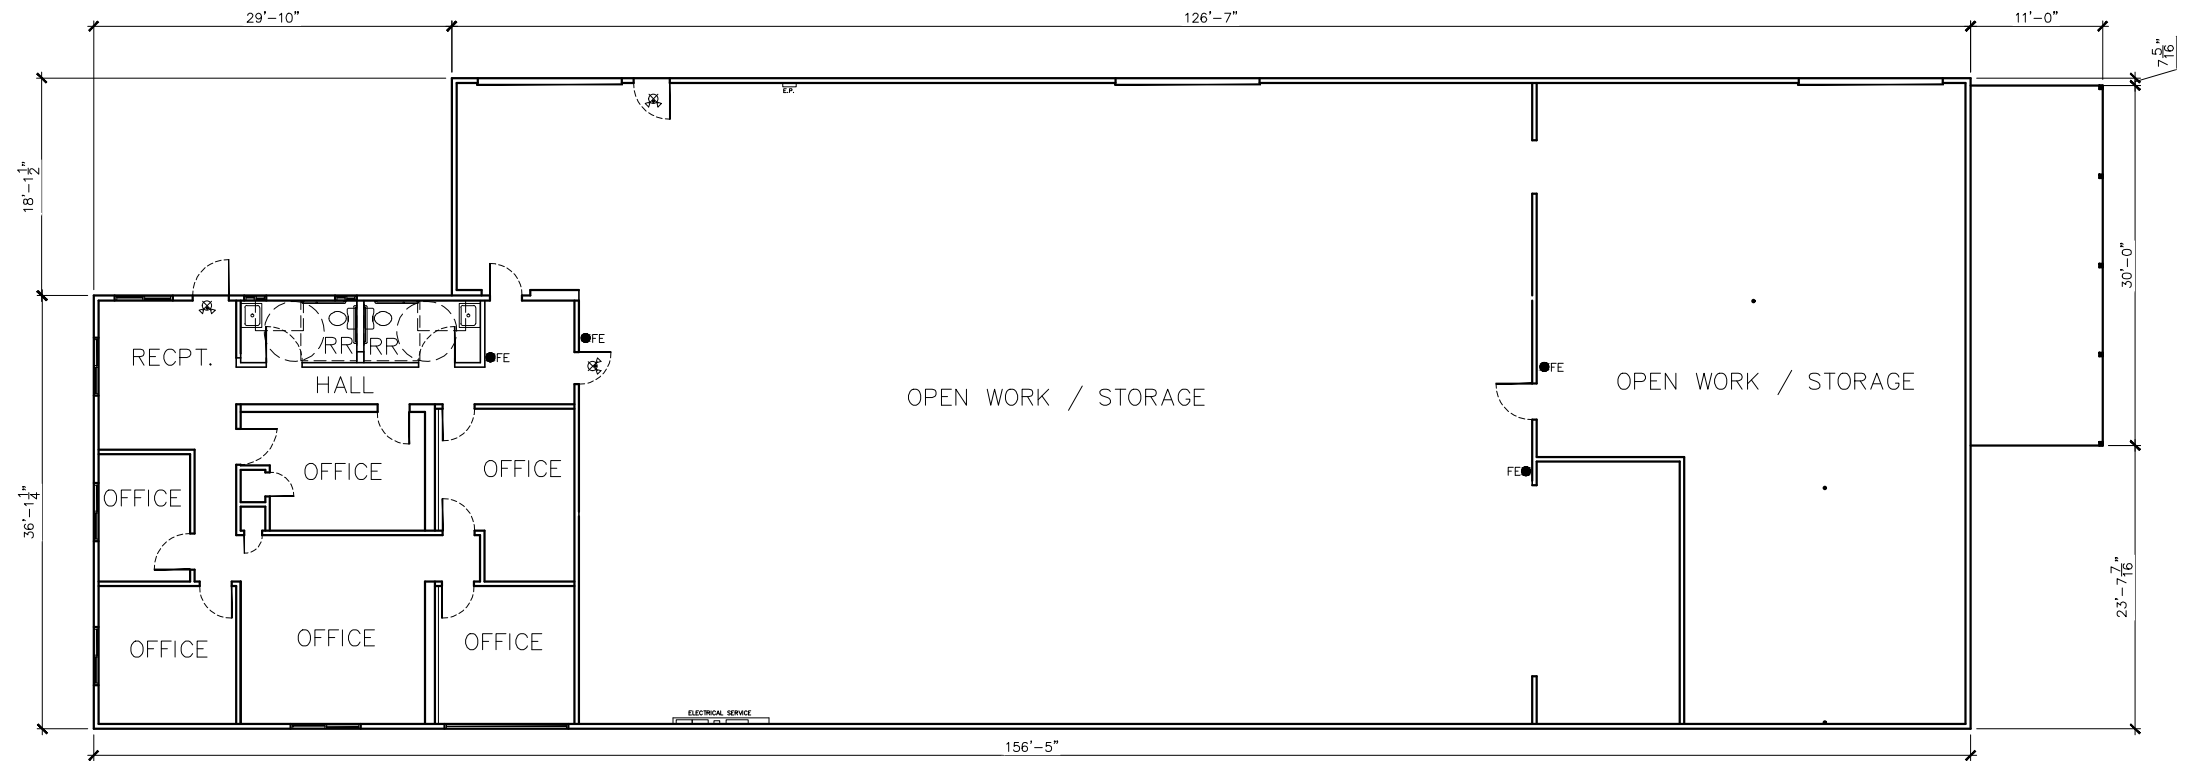 29'-10"
126'-7"
11'-0"
7 5/16"
E.P.
18'-1 1/2"
30'-0"
RECPT.
RR
RR
FE
FE
HALL
FE
OPEN WORK / STORAGE
OPEN WORK / STORAGE
OFFICE
OFFICE
FE
OFFICE
36'-1 1/4"
23'-7 7/16"
OFFICE
OFFICE
OFFICE
ELECTRICAL SERVICE
156'-5"